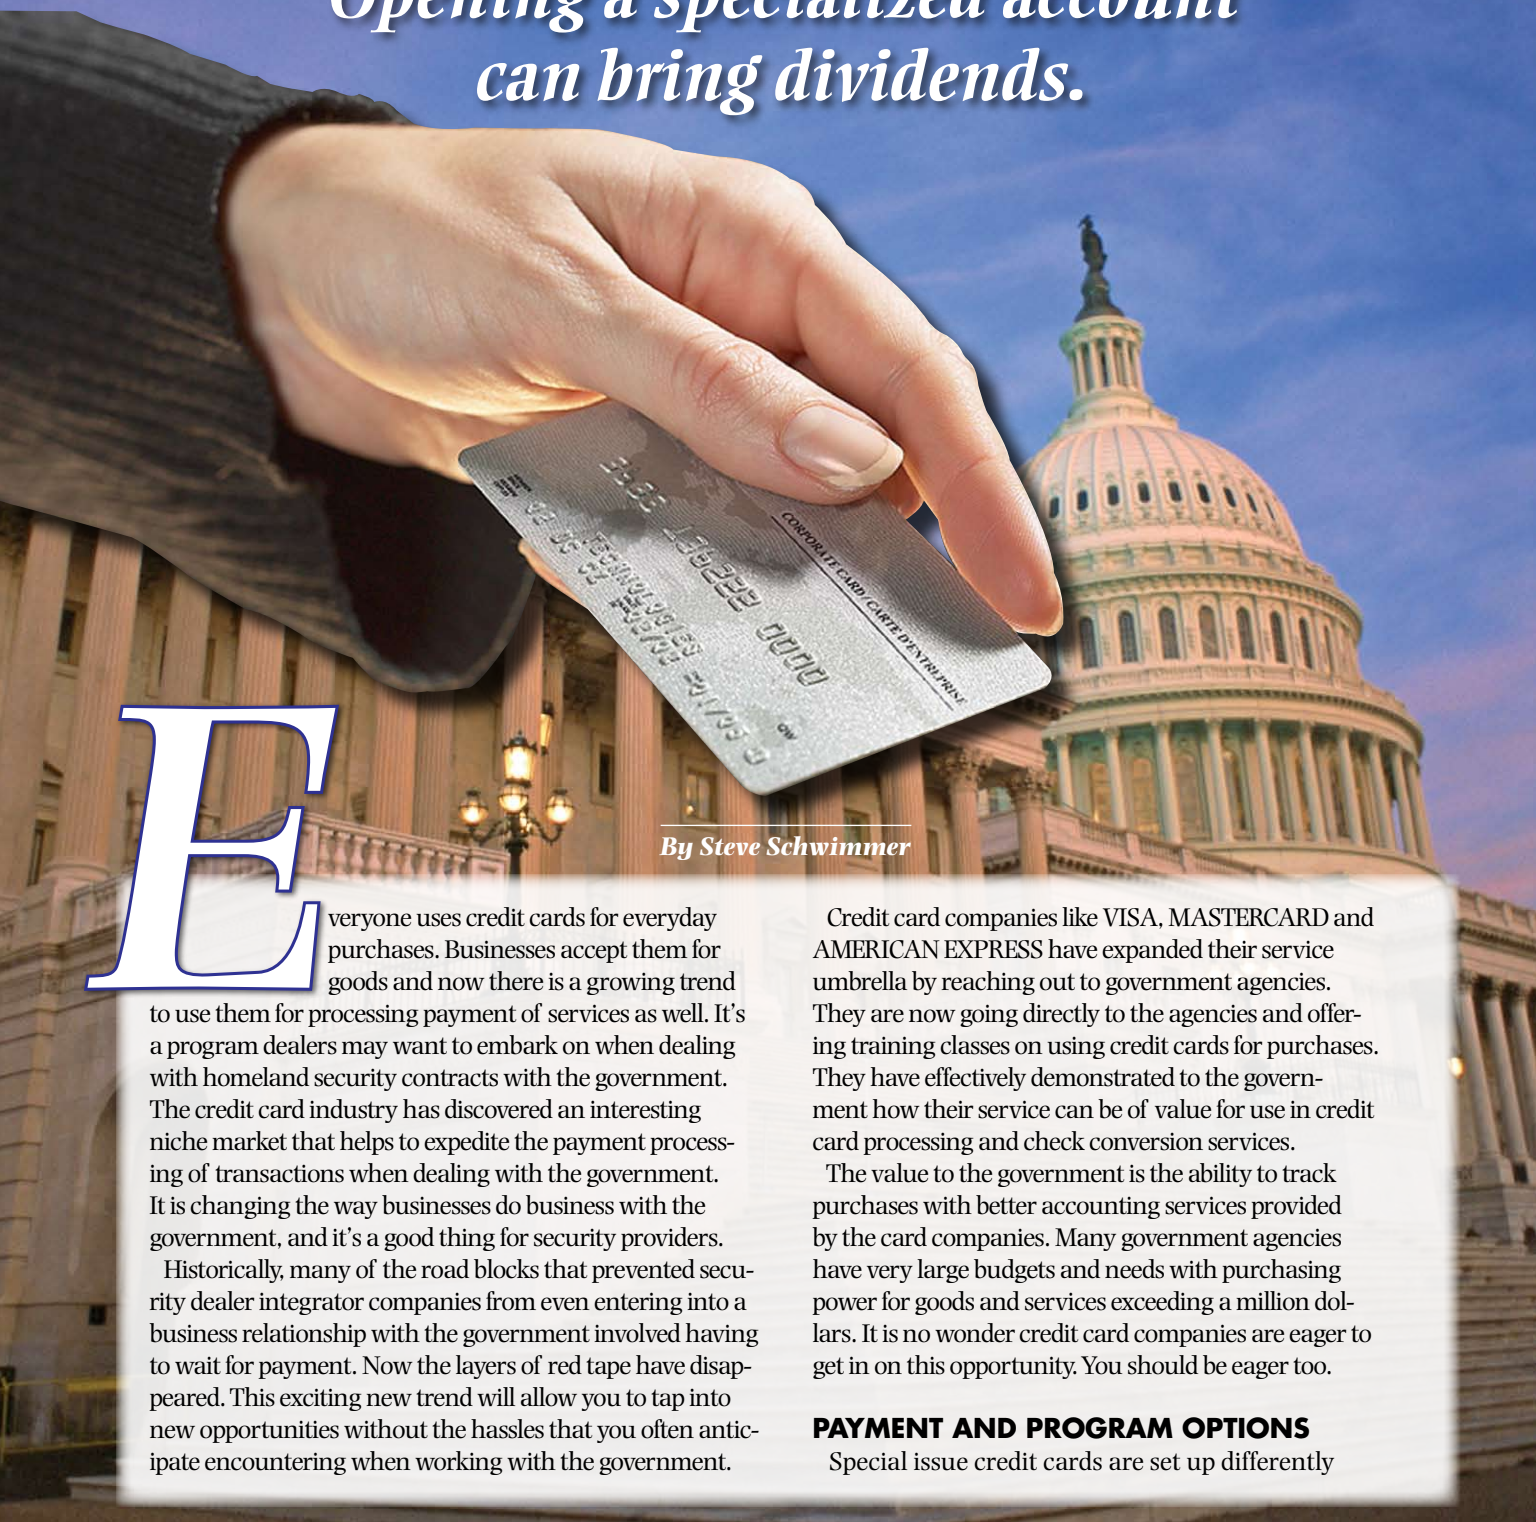 Opening a specialized account
can bring dividends.
CORPORATE CARD / CARTE D'ENTREPRISE
By Steve Schwimmer
Everyone uses credit cards for everyday
purchases. Businesses accept them for
goods and now there is a growing trend
to use them for processing payment of services as well. It's
a program dealers may want to embark on when dealing
with homeland security contracts with the government.
The credit card industry has discovered an interesting
niche market that helps to expedite the payment process-
ing of transactions when dealing with the government.
It is changing the way businesses do business with the
government, and it's a good thing for security providers.
Historically, many of the road blocks that prevented secu-
rity dealer integrator companies from even entering into a
business relationship with the government involved having
to wait for payment. Now the layers of red tape have disap-
peared. This exciting new trend will allow you to tap into
new opportunities without the hassles that you often antic-
ipate encountering when working with the government.
Credit card companies like VISA, MASTERCARD and
AMERICAN EXPRESS have expanded their service
umbrella by reaching out to government agencies.
They are now going directly to the agencies and offer-
ing training classes on using credit cards for purchases.
They have effectively demonstrated to the govern-
ment how their service can be of value for use in credit
card processing and check conversion services.
The value to the government is the ability to track
purchases with better accounting services provided
by the card companies. Many government agencies
have very large budgets and needs with purchasing
power for goods and services exceeding a million dol-
lars. It is no wonder credit card companies are eager to
get in on this opportunity. You should be eager too.
PAYMENT AND PROGRAM OPTIONS
Special issue credit cards are set up differently